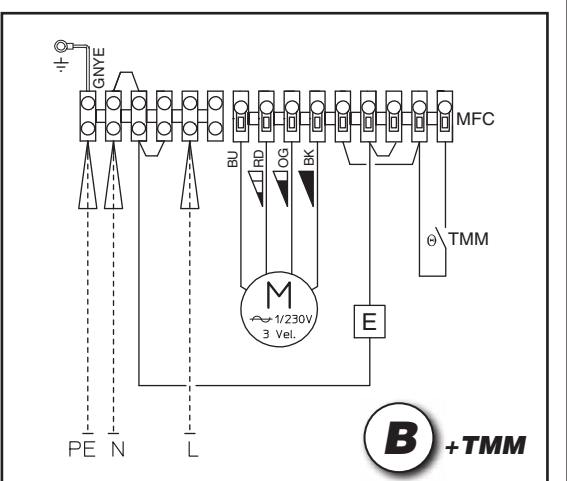 GNYE
MFC
BU
RD
OG
BK
TMM
M
1/230V
3 Vel.
E
PE N L
B +TMM